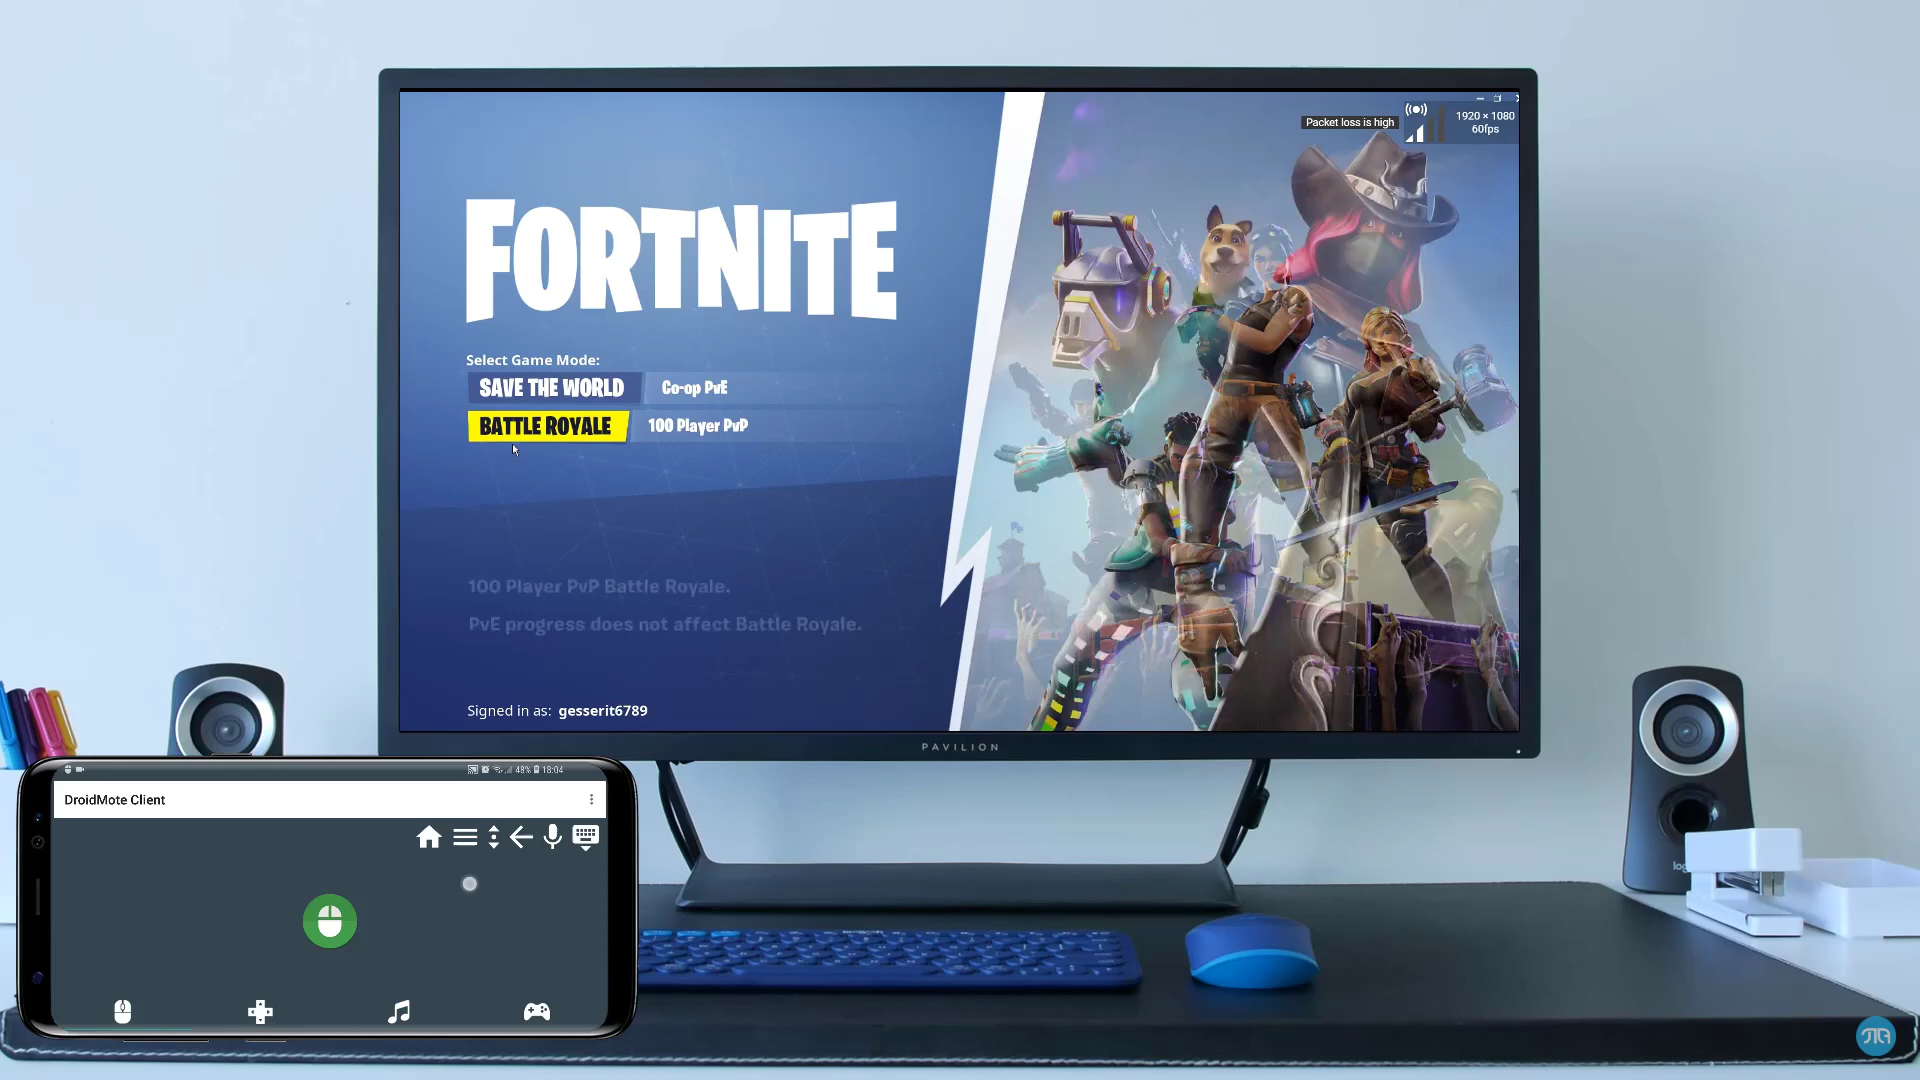 Packet loss is high
1920 × 1080
60fps
FORTNITE
Select Game Mode:
SAVE THE WORLD Co-op PvE
BATTLE ROYALE 100 Player PvP
100 Player PvP Battle Royale.
PvE progress does not affect Battle Royale.
Signed in as: gesserit6789
PAVILION
48% 18:04
DroidMote Client
log